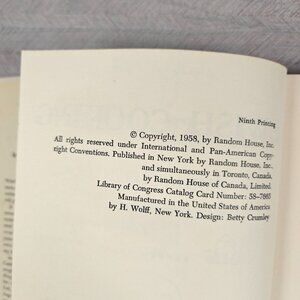 Ninth Printing
© Copyright, 1958, by Random House, Inc.
All rights reserved under International and Pan-American Copy-
right Conventions. Published in New York by Random House, Inc.,
and simultaneously in Toronto, Canada,
by Random House of Canada, Limited.
Library of Congress Catalog Card Number: 58-7665
Manufactured in the United States of America
by H. Wolff, New York. Design: Betty Crumley